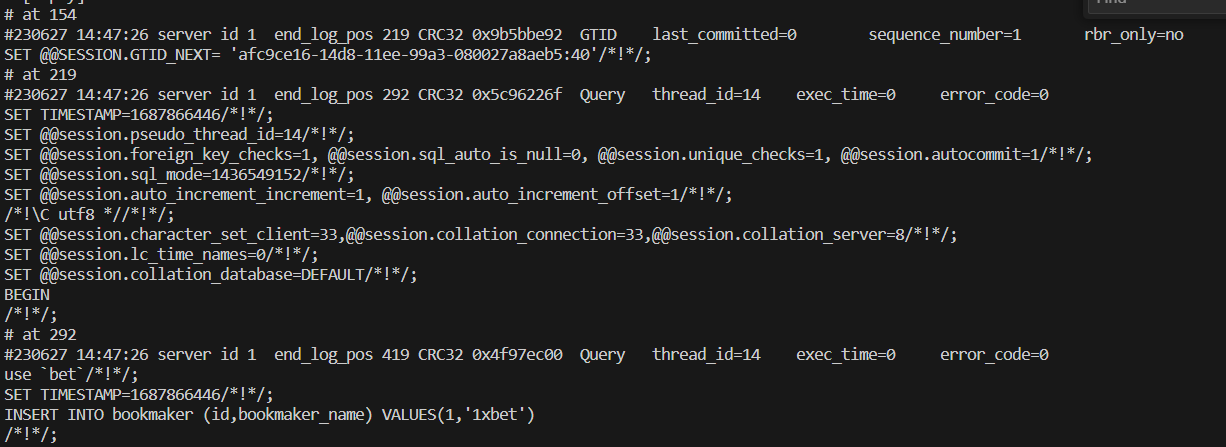 # at 154
#230627 14:47:26 server id 1  end_log_pos 219 CRC32 0x9b5bbe92  GTID    last_committed=0        sequence_number=1       rbr_only=no
SET @@SESSION.GTID_NEXT= 'afc9ce16-14d8-11ee-99a3-080027a8aeb5:40'/*!*/;
# at 219
#230627 14:47:26 server id 1  end_log_pos 292 CRC32 0x5c96226f  Query   thread_id=14    exec_time=0     error_code=0
SET TIMESTAMP=1687866446/*!*/;
SET @@session.pseudo_thread_id=14/*!*/;
SET @@session.foreign_key_checks=1, @@session.sql_auto_is_null=0, @@session.unique_checks=1, @@session.autocommit=1/*!*/;
SET @@session.sql_mode=1436549152/*!*/;
SET @@session.auto_increment_increment=1, @@session.auto_increment_offset=1/*!*/;
/*!\C utf8 *//*!*/;
SET @@session.character_set_client=33,@@session.collation_connection=33,@@session.collation_server=8/*!*/;
SET @@session.lc_time_names=0/*!*/;
SET @@session.collation_database=DEFAULT/*!*/;
BEGIN
/*!*/;
# at 292
#230627 14:47:26 server id 1  end_log_pos 419 CRC32 0x4f97ec00  Query   thread_id=14    exec_time=0     error_code=0
use `bet`/*!*/;
SET TIMESTAMP=1687866446/*!*/;
INSERT INTO bookmaker (id,bookmaker_name) VALUES(1,'1xbet')
/*!*/;